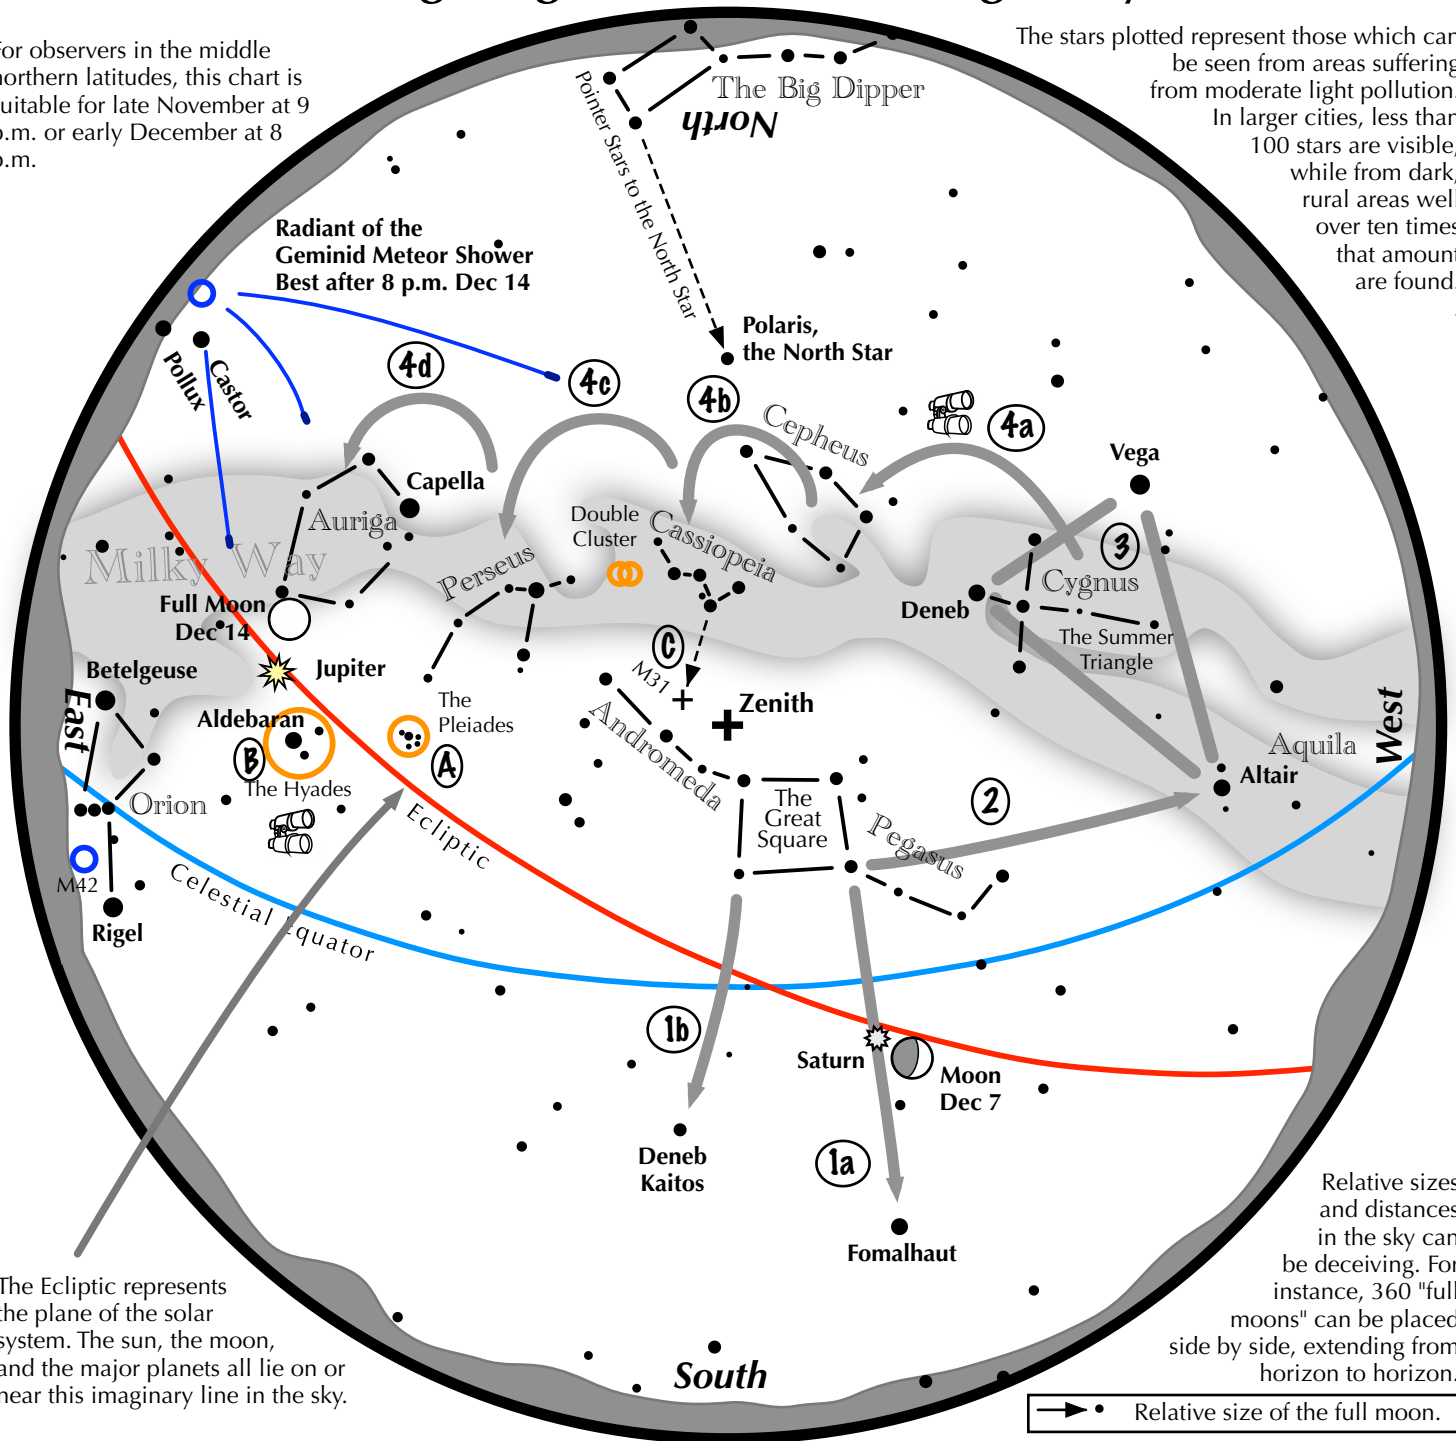 For observers in the middle
northern latitudes, this chart is
suitable for late November at 9
p.m. or early December at 8
p.m.
The stars plotted represent those which can
be seen from areas suffering
from moderate light pollution.
In larger cities, less than
100 stars are visible,
while from dark,
rural areas well
over ten times
that amount
are found.
The Big Dipper
North
Pointer Stars to the North Star
Radiant of the
Geminid Meteor Shower
Best after 8 p.m. Dec 14
Polaris,
the North Star
Pollux
Castor
4d
4c
4b
4a
Cepheus
Vega
Capella
Auriga
Double
Cluster
Cassiopeia
3
Milky Way
Perseus
Cygnus
Deneb
Full Moon
Dec 14
The Summer
Triangle
C
M31
Betelgeuse
Jupiter
East
The
Pleiades
Zenith
West
Aldebaran
Andromeda
Aquila
B
A
Altair
The Hyades
Orion
The
Great
Square
2
Pegasus
Ecliptic
M42
Celestial Equator
Rigel
1b
Saturn
Moon
Dec 7
Deneb
Kaitos
1a
Fomalhaut
The Ecliptic represents
the plane of the solar
system. The sun, the moon,
and the major planets all lie on or
near this imaginary line in the sky.
Relative sizes
and distances
in the sky can
be deceiving. For
instance, 360 "full
moons" can be placed
side by side, extending from
horizon to horizon.
South
Relative size of the full moon.